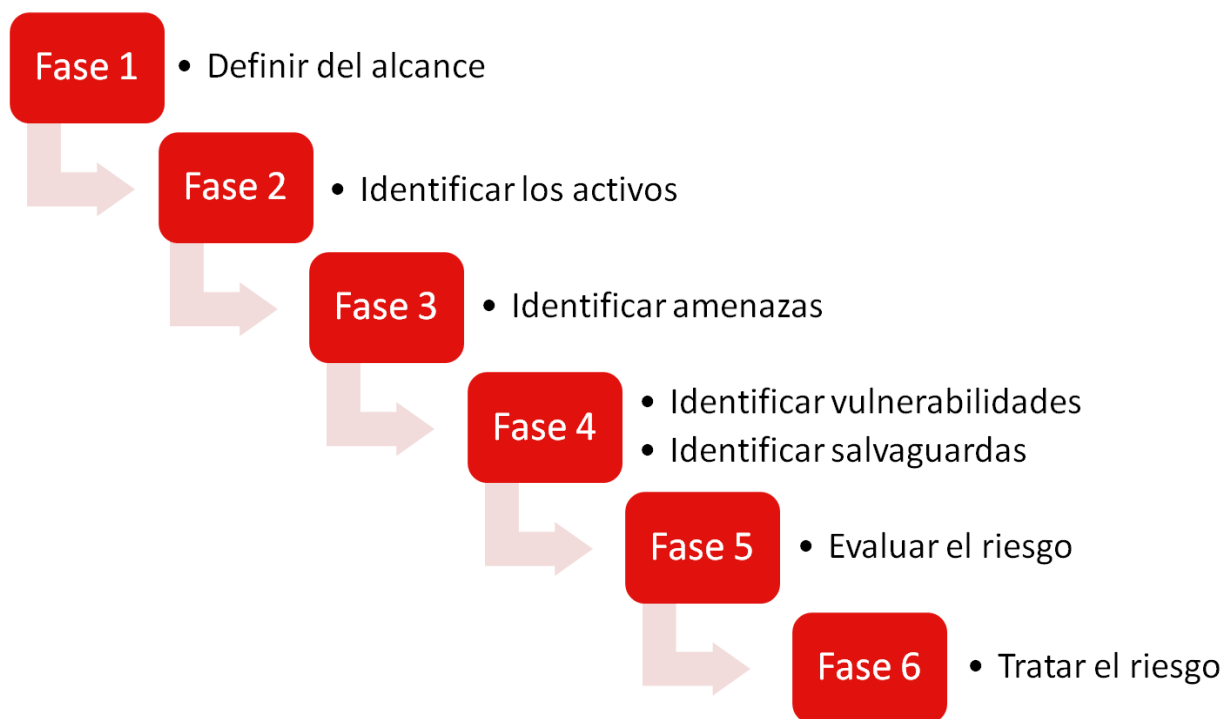 Fase 1
• Definir del alcance
Fase 2
• Identificar los activos
Fase 3
• Identificar amenazas
Fase 4
• Identificar vulnerabilidades
• Identificar salvaguardas
Fase 5
• Evaluar el riesgo
Fase 6
• Tratar el riesgo